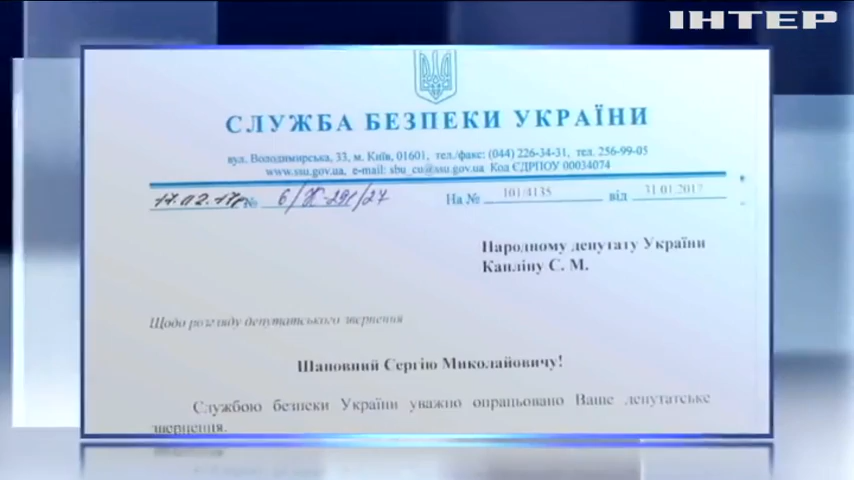 ІНТЕР
СЛУЖБА БЕЗПЕКИ УКРАЇНИ
вул. Володимирська, 33, м. Київ, 01601, тел./факс: (044) 226-34-31, тел. 256-99-05
www.ssu.gov.ua, e-mail: sbu_cu@ssu.gov.ua Код ЄДРПОУ 00034074
17.02.17р № 6/К-291/27 На № 101/4135 від 31.01.2017
Народному депутату України
Капліну С. М.
Щодо розгляду депутатського звернення
Шановний Сергію Миколайовичу!
Службою безпеки України уважно опрацьовано Ваше депутатське
звернення.